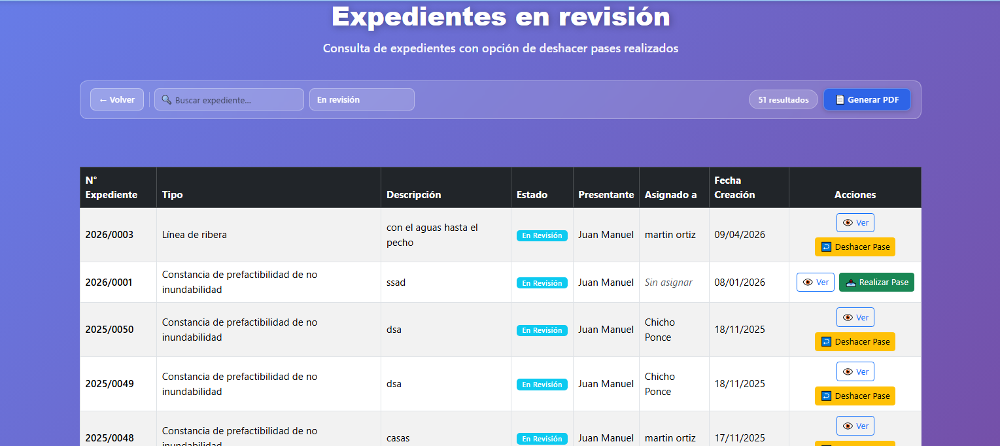 Expedientes en revisión
Consulta de expedientes con opción de deshacer pases realizados
← Volver
Buscar expediente...
En revisión
51 resultados
Generar PDF
N° Expediente
Tipo
Descripción
Estado
Presentante
Asignado a
Fecha Creación
Acciones
2026/0003
Línea de ribera
con el aguas hasta el
pecho
En Revisión
Juan Manuel
martin ortiz
09/04/2026
Ver
Deshacer Pase
2026/0001
Constancia de prefactibilidad de no
inundabilidad
ssad
En Revisión
Juan Manuel
Sin asignar
08/01/2026
Ver
Realizar Pase
2025/0050
Constancia de prefactibilidad de no
inundabilidad
dsa
En Revisión
Juan Manuel
Chicho
Ponce
18/11/2025
Ver
Deshacer Pase
2025/0049
Constancia de prefactibilidad de no
inundabilidad
dsa
En Revisión
Juan Manuel
Chicho
Ponce
18/11/2025
Ver
Deshacer Pase
2025/0048
Constancia de prefactibilidad de no
inundabilidad
casas
En Revisión
Juan Manuel
martin ortiz
17/11/2025
Ver